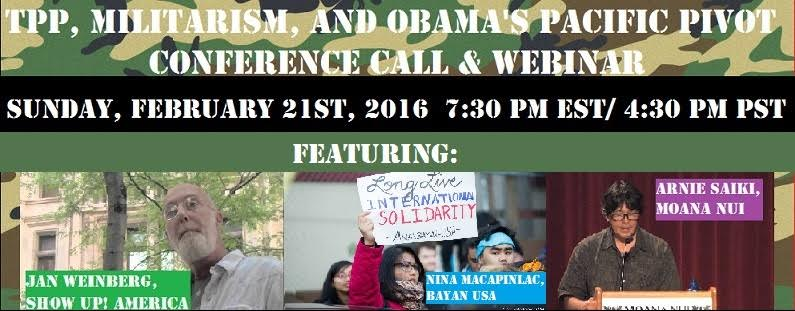 TPP, MILITARISM, AND OBAMA'S PACIFIC PIVOT
CONFERENCE CALL & WEBINAR
SUNDAY, FEBRUARY 21ST, 2016 7:30 PM EST/ 4:30 PM PST
FEATURING:
JAN WEINBERG,
SHOW UP! AMERICA
Long Live
INTERNATIONAL
SOLIDARITY
NINA MACAPINLAC,
BAYAN USA
ARNIE SAIKI,
MOANA NUI
MOANA NUI